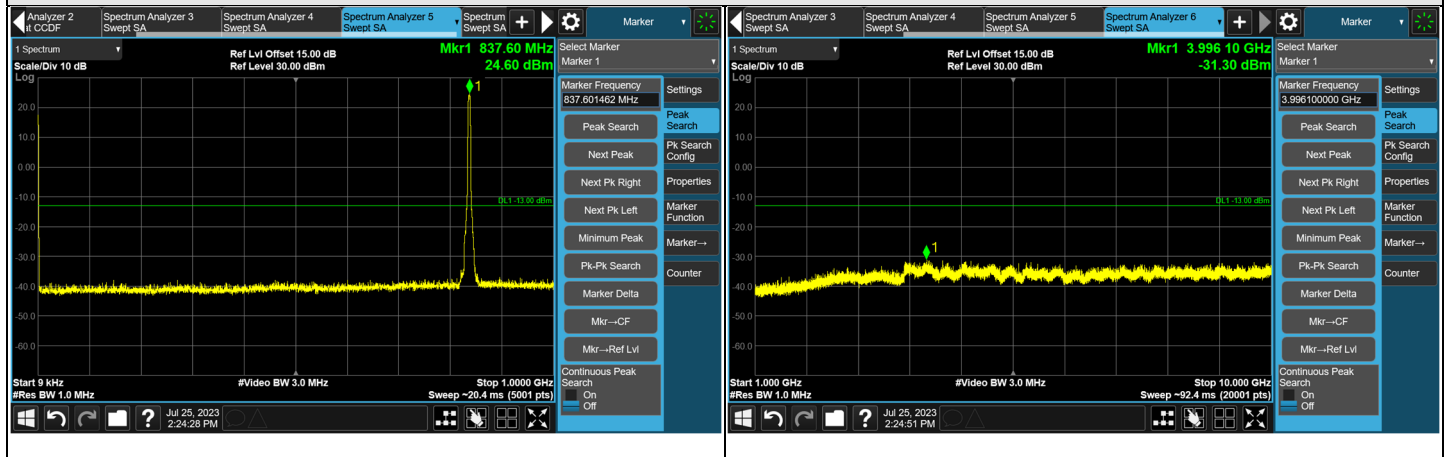 Analyzer 2
at CCDF
Spectrum Analyzer 3
Swept SA
Spectrum Analyzer 4
Swept SA
Spectrum Analyzer 5
Swept SA
Spectrum
Swept SA
Marker
1 Spectrum
Scale/Div 10 dB
Log
Ref Lvl Offset 15.00 dB
Ref Level 30.00 dBm
Mkr1 837.60 MHz
24.60 dBm
1
20.0
10.0
0.00
-10.0
-20.0
-30.0
-40.0
-50.0
-60.0
DL1 -13.00 dBm
Start 9 kHz
#Res BW 1.0 MHz
#Video BW 3.0 MHz
Stop 1.0000 GHz
Sweep ~20.4 ms (5001 pts)
Select Marker
Marker 1
Marker Frequency
837.601462 MHz
Peak Search
Next Peak
Next Pk Right
Next Pk Left
Minimum Peak
Pk-Pk Search
Marker Delta
Mkr→CF
Mkr→Ref Lvl
Continuous Peak
Search
On
Off
Settings
Peak
Search
Pk Search
Config
Properties
Marker
Function
Marker→
Counter
?
Jul 25, 2023
2:24:28 PM
Spectrum Analyzer 3
Swept SA
Spectrum Analyzer 4
Swept SA
Spectrum Analyzer 5
Swept SA
Spectrum Analyzer 6
Swept SA
Marker
1 Spectrum
Scale/Div 10 dB
Log
Ref Lvl Offset 15.00 dB
Ref Level 30.00 dBm
Mkr1 3.996 10 GHz
-31.30 dBm
1
20.0
10.0
0.00
-10.0
-20.0
-30.0
-40.0
-50.0
-60.0
DL1 -13.00 dBm
Start 1.000 GHz
#Res BW 1.0 MHz
#Video BW 3.0 MHz
Stop 10.000 GHz
Sweep ~92.4 ms (20001 pts)
Select Marker
Marker 1
Marker Frequency
3.996100000 GHz
Peak Search
Next Peak
Next Pk Right
Next Pk Left
Minimum Peak
Pk-Pk Search
Marker Delta
Mkr→CF
Mkr→Ref Lvl
Continuous Peak
Search
On
Off
Settings
Peak
Search
Pk Search
Config
Properties
Marker
Function
Marker→
Counter
?
Jul 25, 2023
2:24:51 PM